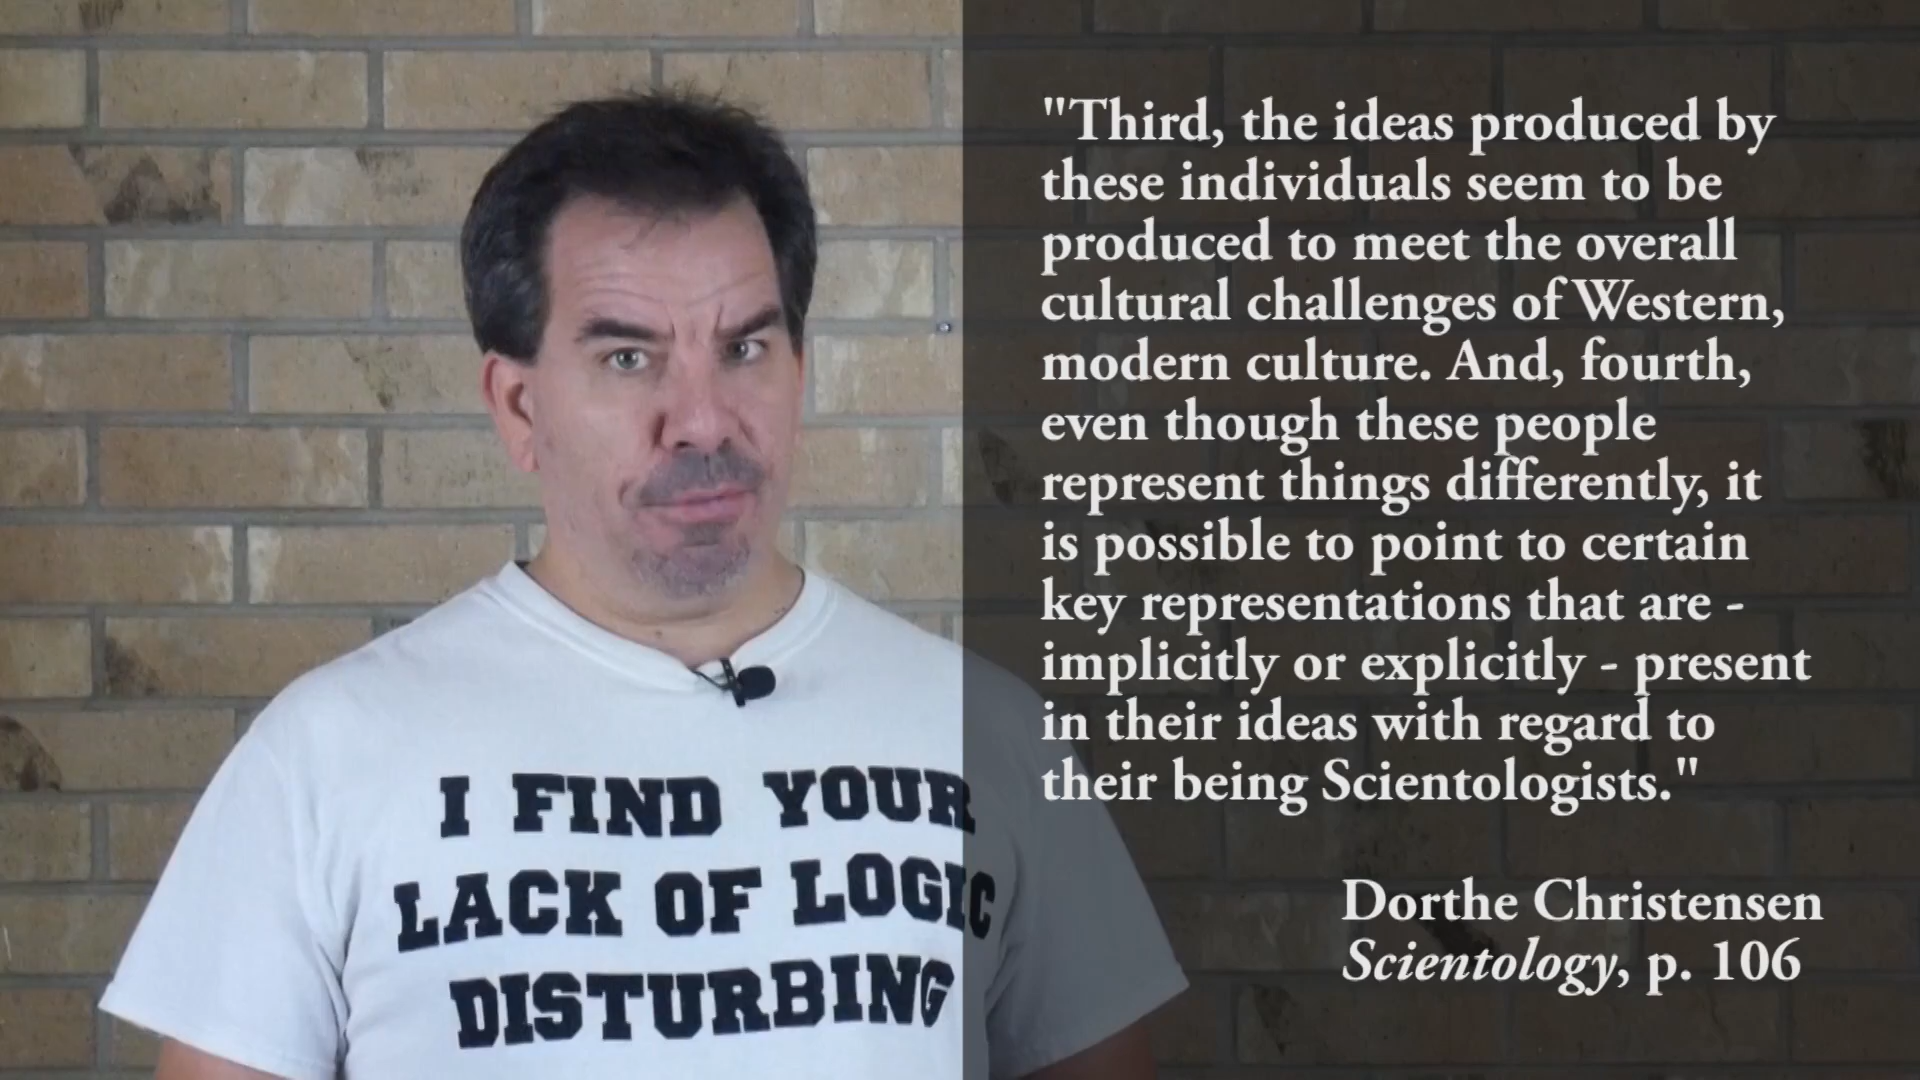 "Third, the ideas produced by
these individuals seem to be
produced to meet the overall
cultural challenges of Western,
modern culture. And, fourth,
even though these people
represent things differently, it
is possible to point to certain
key representations that are -
implicitly or explicitly - present
in their ideas with regard to
their being Scientologists."
Dorthe Christensen
Scientology, p. 106
I FIND YOUR
LACK OF LOGIC
DISTURBING